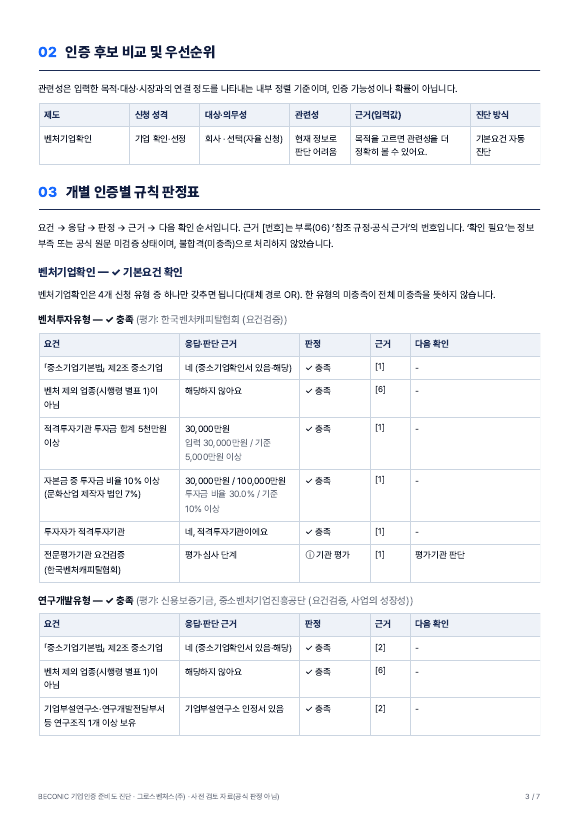 02 인증 후보 비교 및 우선순위
관련성은 입력한 목적·대상·시장과의 연결 정도를 나타내는 내부 정렬 기준이며, 인증 가능성이나 확률이 아닙니다.
제도 신청 성격 대상·의무성 관련성 근거(입력값) 진단 방식
벤처기업확인 기업 확인·선정 회사 · 선택(자율 신청) 현재 정보로 목적을 고르면 관련성을 더 기본요건 자동
판단 어려움 정확히 볼 수 있어요. 진단
03 개별 인증별 규칙 판정표
요건 → 응답 → 판정 → 근거 → 다음 확인 순서입니다. 근거 [번호]는 부록(06) ‘참조 규정·공식 근거’의 번호입니다. ‘확인 필요’는 정보
부족 또는 공식 원문 미검증 상태이며, 불합격(미충족)으로 처리하지 않았습니다.
벤처기업확인 — ✓ 기본요건 확인
벤처기업확인은 4개 신청 유형 중 하나만 갖추면 됩니다(대체 경로 OR). 한 유형의 미충족이 전체 미충족을 뜻하지 않습니다.
벤처투자유형 — ✓ 충족 (평가: 한국벤처캐피탈협회 (요건검증))
요건 응답·판단 근거 판정 근거 다음 확인
「중소기업기본법」 제2조 중소기업 네 (중소기업확인서 있음·해당) ✓ 충족 [1] -
벤처 제외 업종(시행령 별표 1)이 해당하지 않아요 ✓ 충족 [6] -
아님
적격투자기관 투자금 합계 5천만원 30,000만원 ✓ 충족 [1] -
이상 입력 30,000만원 / 기준
5,000만원 이상
자본금 중 투자금 비율 10% 이상 30,000만원 / 100,000만원 ✓ 충족 [1] -
(문화산업 제작자 법인 7%) 투자금 비율 30.0% / 기준
10% 이상
투자자가 적격투자기관 네, 적격투자기관이에요 ✓ 충족 [1] -
전문평가기관 요건검증 평가·심사 단계 ⓘ 기관 평가 [1] 평가기관 판단
(한국벤처캐피탈협회)
연구개발유형 — ✓ 충족 (평가: 신용보증기금, 중소벤처기업진흥공단 (요건검증, 사업의 성장성))
요건 응답·판단 근거 판정 근거 다음 확인
「중소기업기본법」 제2조 중소기업 네 (중소기업확인서 있음·해당) ✓ 충족 [2] -
벤처 제외 업종(시행령 별표 1)이 해당하지 않아요 ✓ 충족 [6] -
아님
기업부설연구소·연구개발전담부서 기업부설연구소 인정서 있음 ✓ 충족 [2] -
등 연구조직 1개 이상 보유
BECONIC 기업인증 준비도 진단 · 그로스벤처스(주) · 사전 검토 자료(공식 판정 아님) 3 / 7